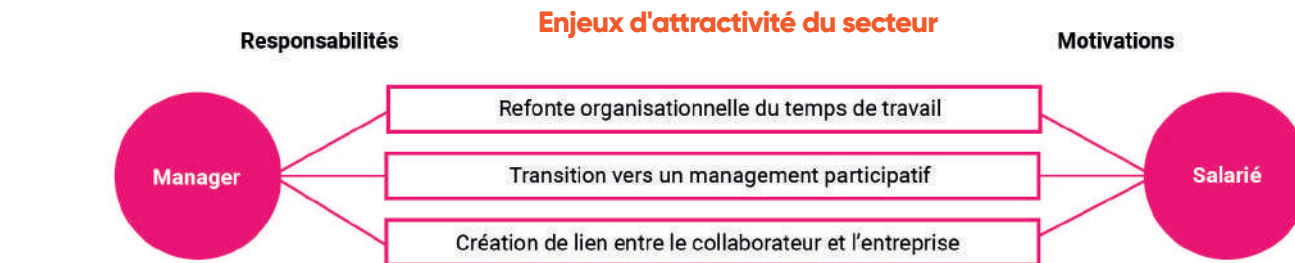 Enjeux d'attractivité du secteur
Responsabilités
Motivations
Refonte organisationnelle du temps de travail
Manager
Transition vers un management participatif
Salarié
Création de lien entre le collaborateur et l'entreprise